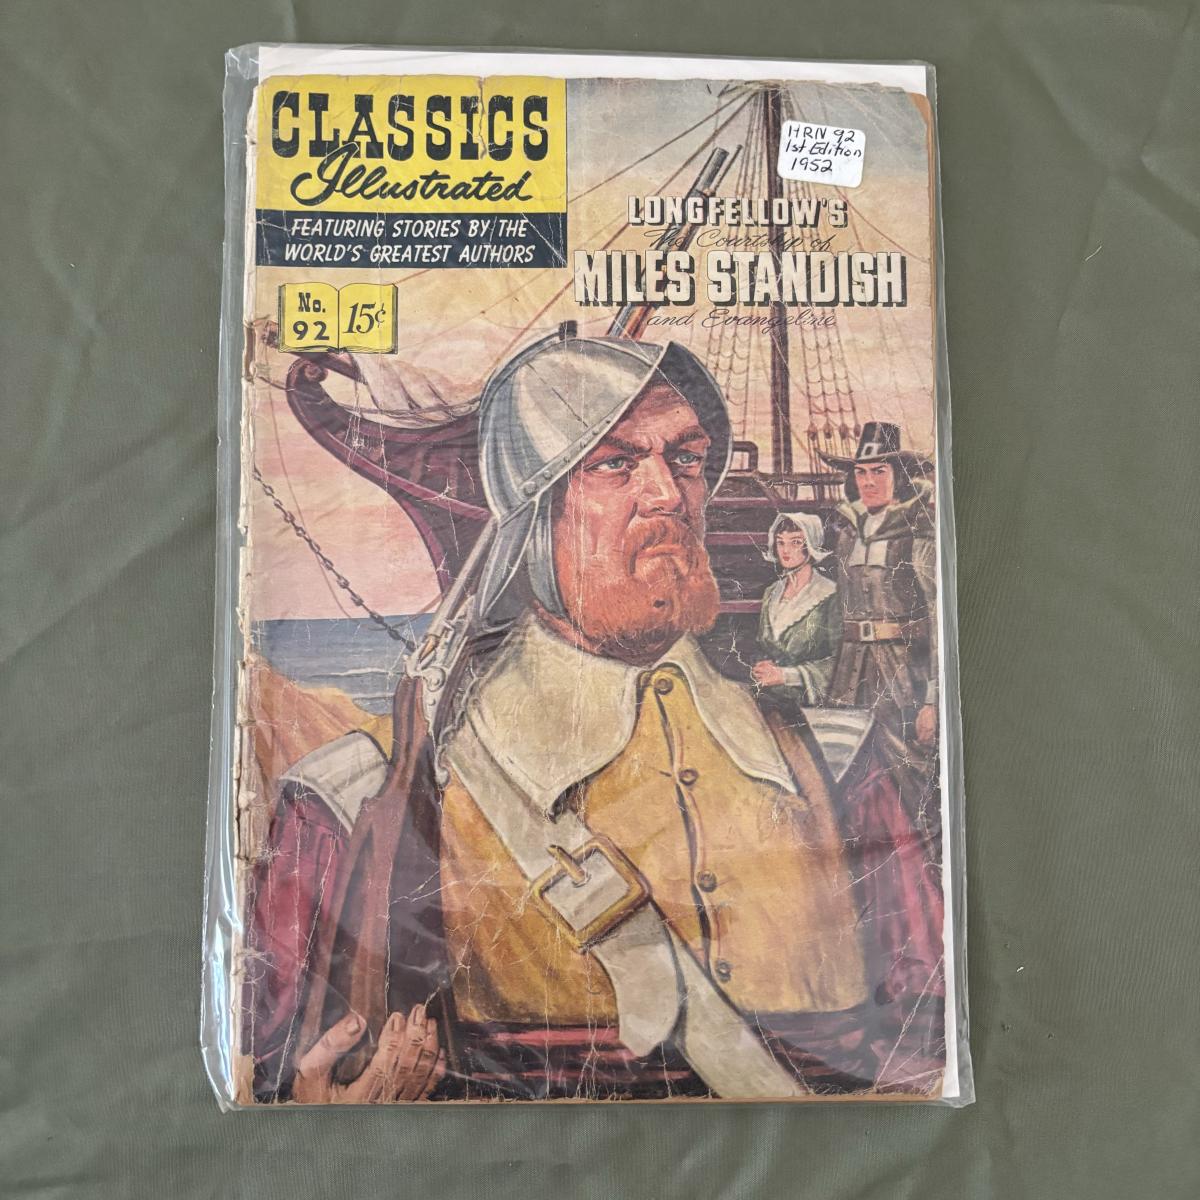 CLASSICS
Illustrated
FEATURING STORIES BY THE
WORLD'S GREATEST AUTHORS
No.
92
15¢
HRN 92
1st Edition
1952
LONGFELLOW'S
The Courtship of
MILES STANDISH
and Evangeline